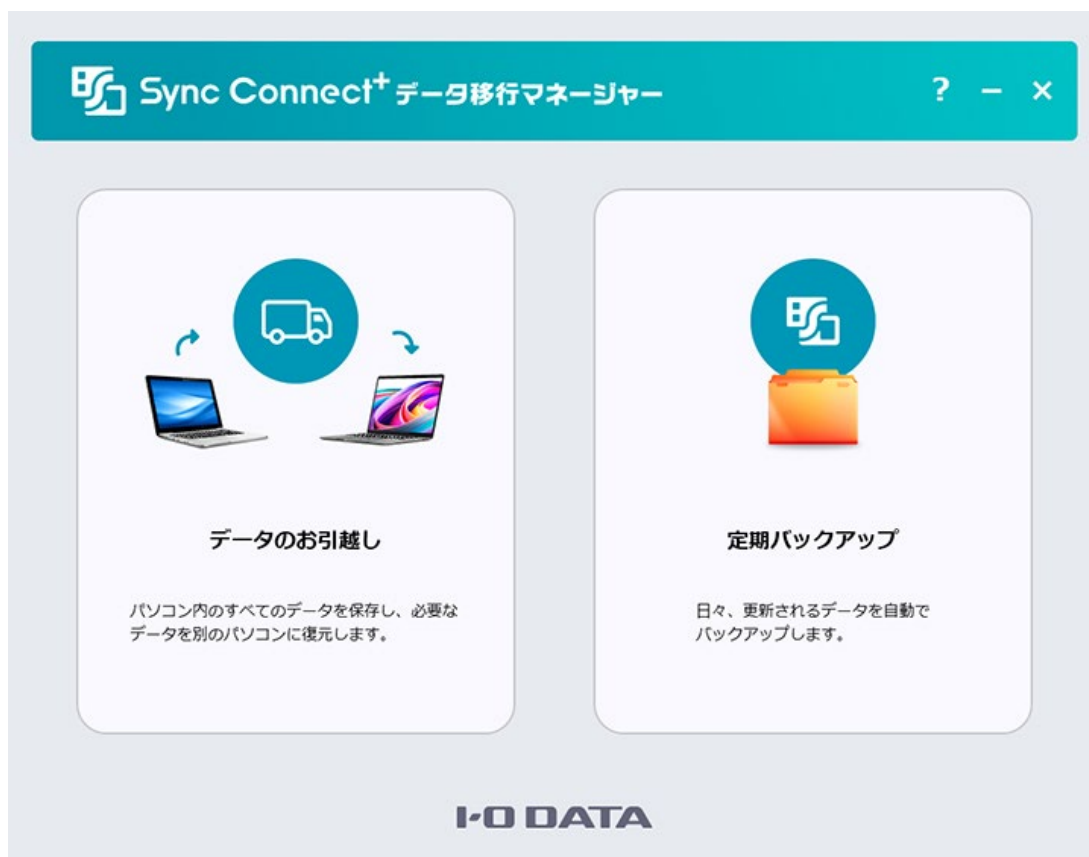 Sync Connect+ データ移行マネージャー ? − ×
データのお引越し
パソコン内のすべてのデータを保存し、必要な
データを別のパソコンに復元します。
定期バックアップ
日々、更新されるデータを自動で
バックアップします。
I-O DATA